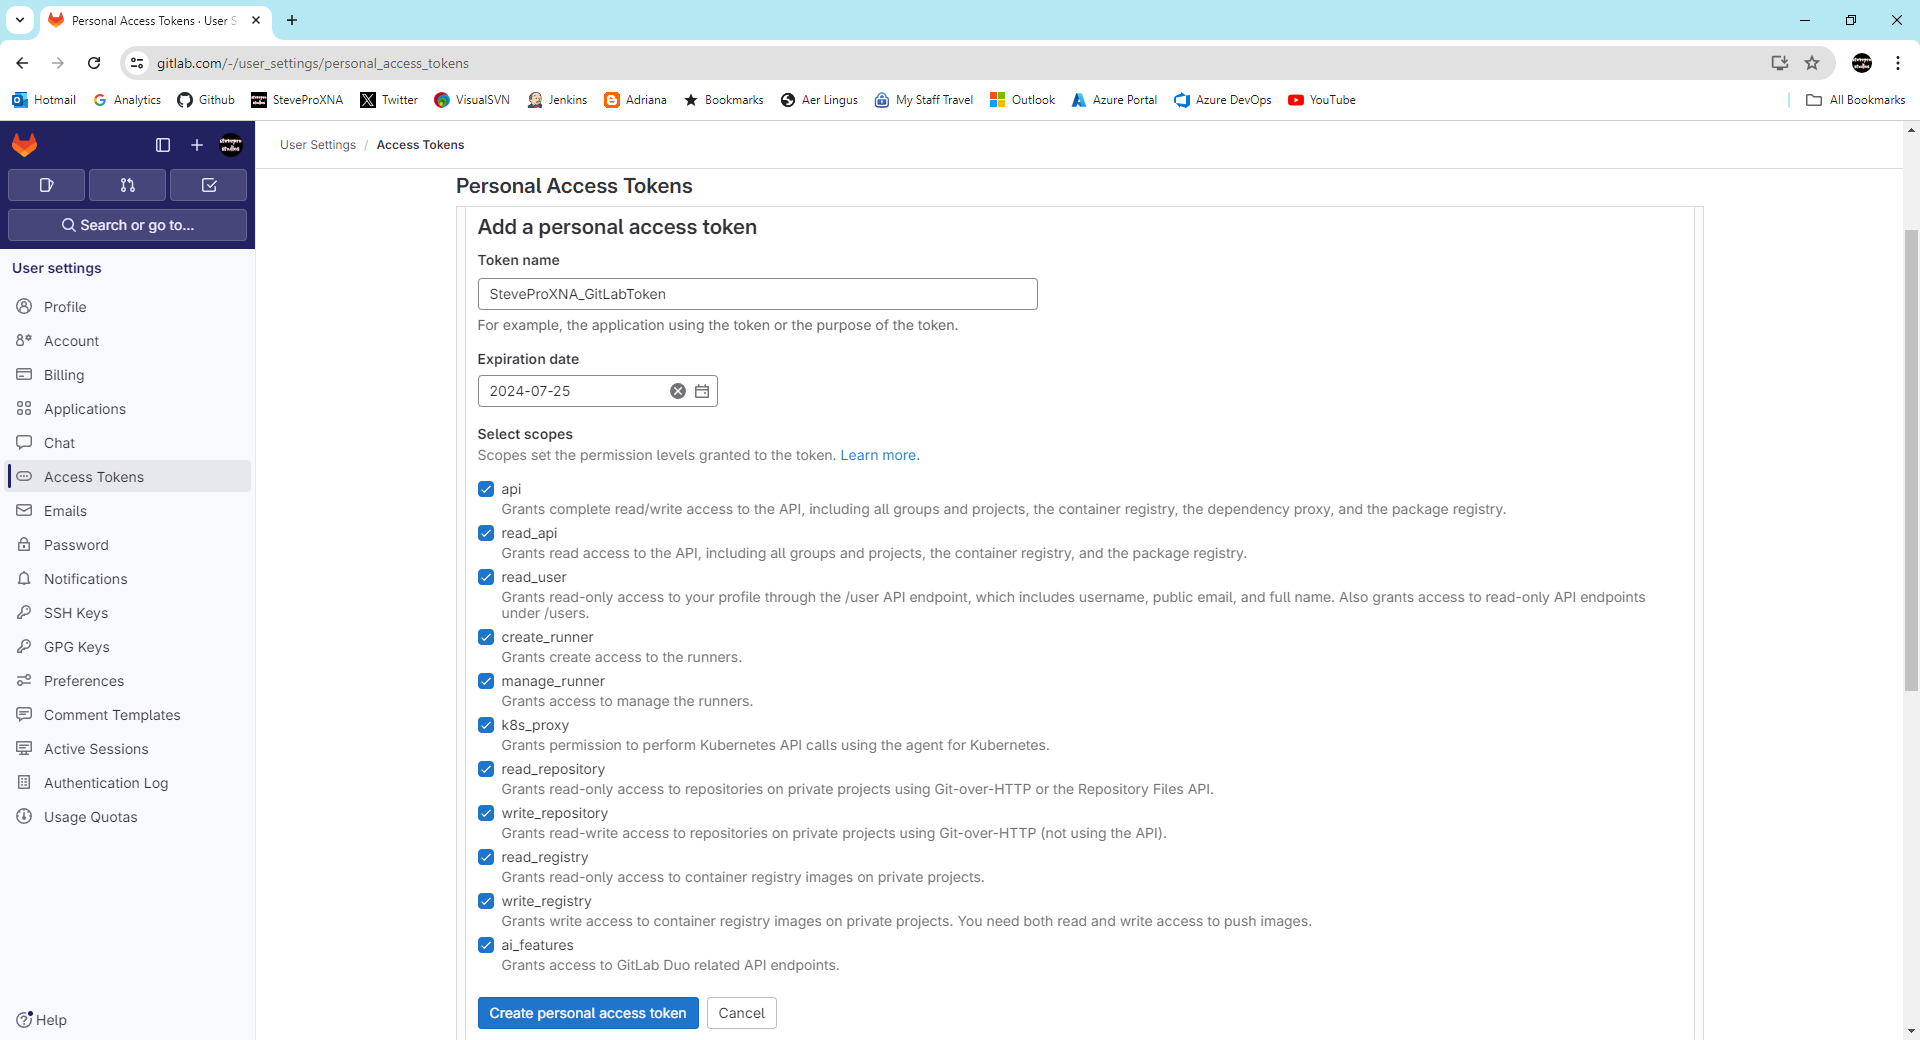 Personal Access Tokens · User S
gitlab.com/-/user_settings/personal_access_tokens
Hotmail
Analytics
Github
SteveProXNA
Twitter
VisualSVN
Jenkins
Adriana
Bookmarks
Aer Lingus
My Staff Travel
Outlook
Azure Portal
Azure DevOps
YouTube
All Bookmarks
Search or go to...
User settings
Profile
Account
Billing
Applications
Chat
Access Tokens
Emails
Password
Notifications
SSH Keys
GPG Keys
Preferences
Comment Templates
Active Sessions
Authentication Log
Usage Quotas
Help
User Settings / Access Tokens
Personal Access Tokens
Add a personal access token
Token name
SteveProXNA_GitLabToken
For example, the application using the token or the purpose of the token.
Expiration date
2024-07-25
Select scopes
Scopes set the permission levels granted to the token. Learn more.
api
Grants complete read/write access to the API, including all groups and projects, the container registry, the dependency proxy, and the package registry.
read_api
Grants read access to the API, including all groups and projects, the container registry, and the package registry.
read_user
Grants read-only access to your profile through the /user API endpoint, which includes username, public email, and full name. Also grants access to read-only API endpoints
under /users.
create_runner
Grants create access to the runners.
manage_runner
Grants access to manage the runners.
k8s_proxy
Grants permission to perform Kubernetes API calls using the agent for Kubernetes.
read_repository
Grants read-only access to repositories on private projects using Git-over-HTTP or the Repository Files API.
write_repository
Grants read-write access to repositories on private projects using Git-over-HTTP (not using the API).
read_registry
Grants read-only access to container registry images on private projects.
write_registry
Grants write access to container registry images on private projects. You need both read and write access to push images.
ai_features
Grants access to GitLab Duo related API endpoints.
Create personal access token
Cancel